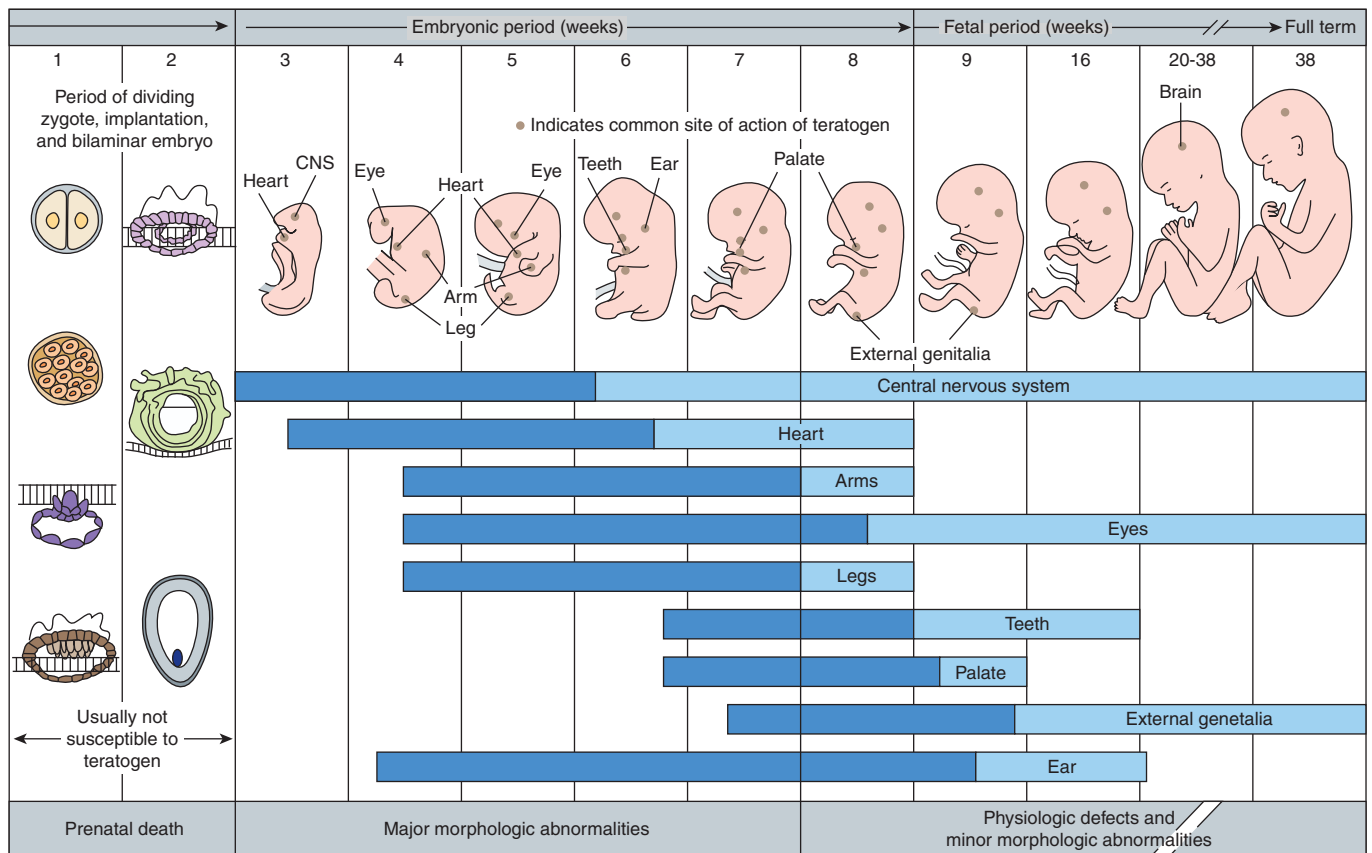 Embryonic period (weeks)
Fetal period (weeks)
Full term
1
2
3
4
5
6
7
8
9
16
20-38
38
Period of dividing
zygote, implantation,
and bilaminar embryo
Indicates common site of action of teratogen
CNS
Heart
Eye
Heart
Eye
Arm
Leg
Teeth
Ear
Palate
Brain
External genitalia
Central nervous system
Heart
Arms
Eyes
Legs
Teeth
Palate
External genetalia
Ear
Usually not
susceptible to
teratogen
Prenatal death
Major morphologic abnormalities
Physiologic defects and
minor morphologic abnormalities